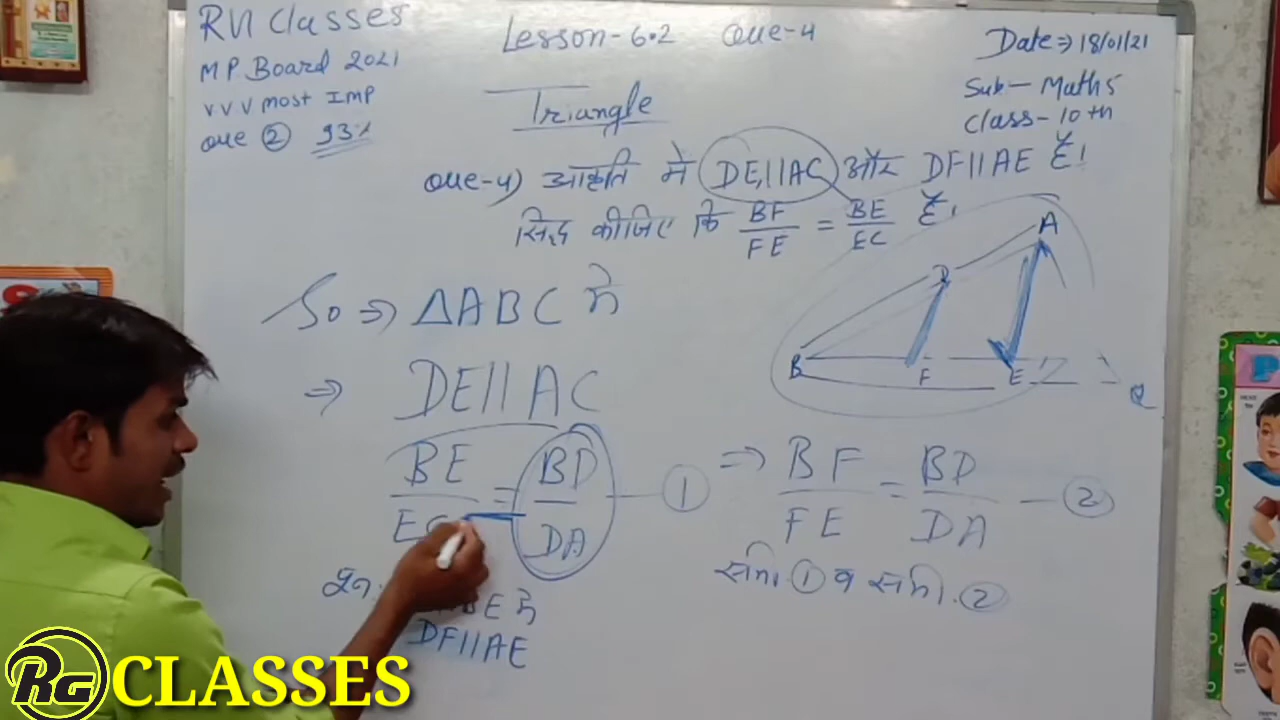 RN Classes
MP Board 2021
VVV most IMP
Que ② 93%
Lesson-6.2 Que-4
Triangle
Date⇒18/01/21
Sub-Maths
Class-10th
Que-4) आकृति में DE||AC और DF||AE है।
सिद्ध कीजिए कि BF/FE = BE/EC है।
A
D
B F E
So⇒ ΔABC में
⇒ DE||AC
BE/EC = BD/DA — ①
BE में
DF||AE
⇒ BF/FE = BD/DA — ②
समी. ① व समी. ②
RG CLASSES